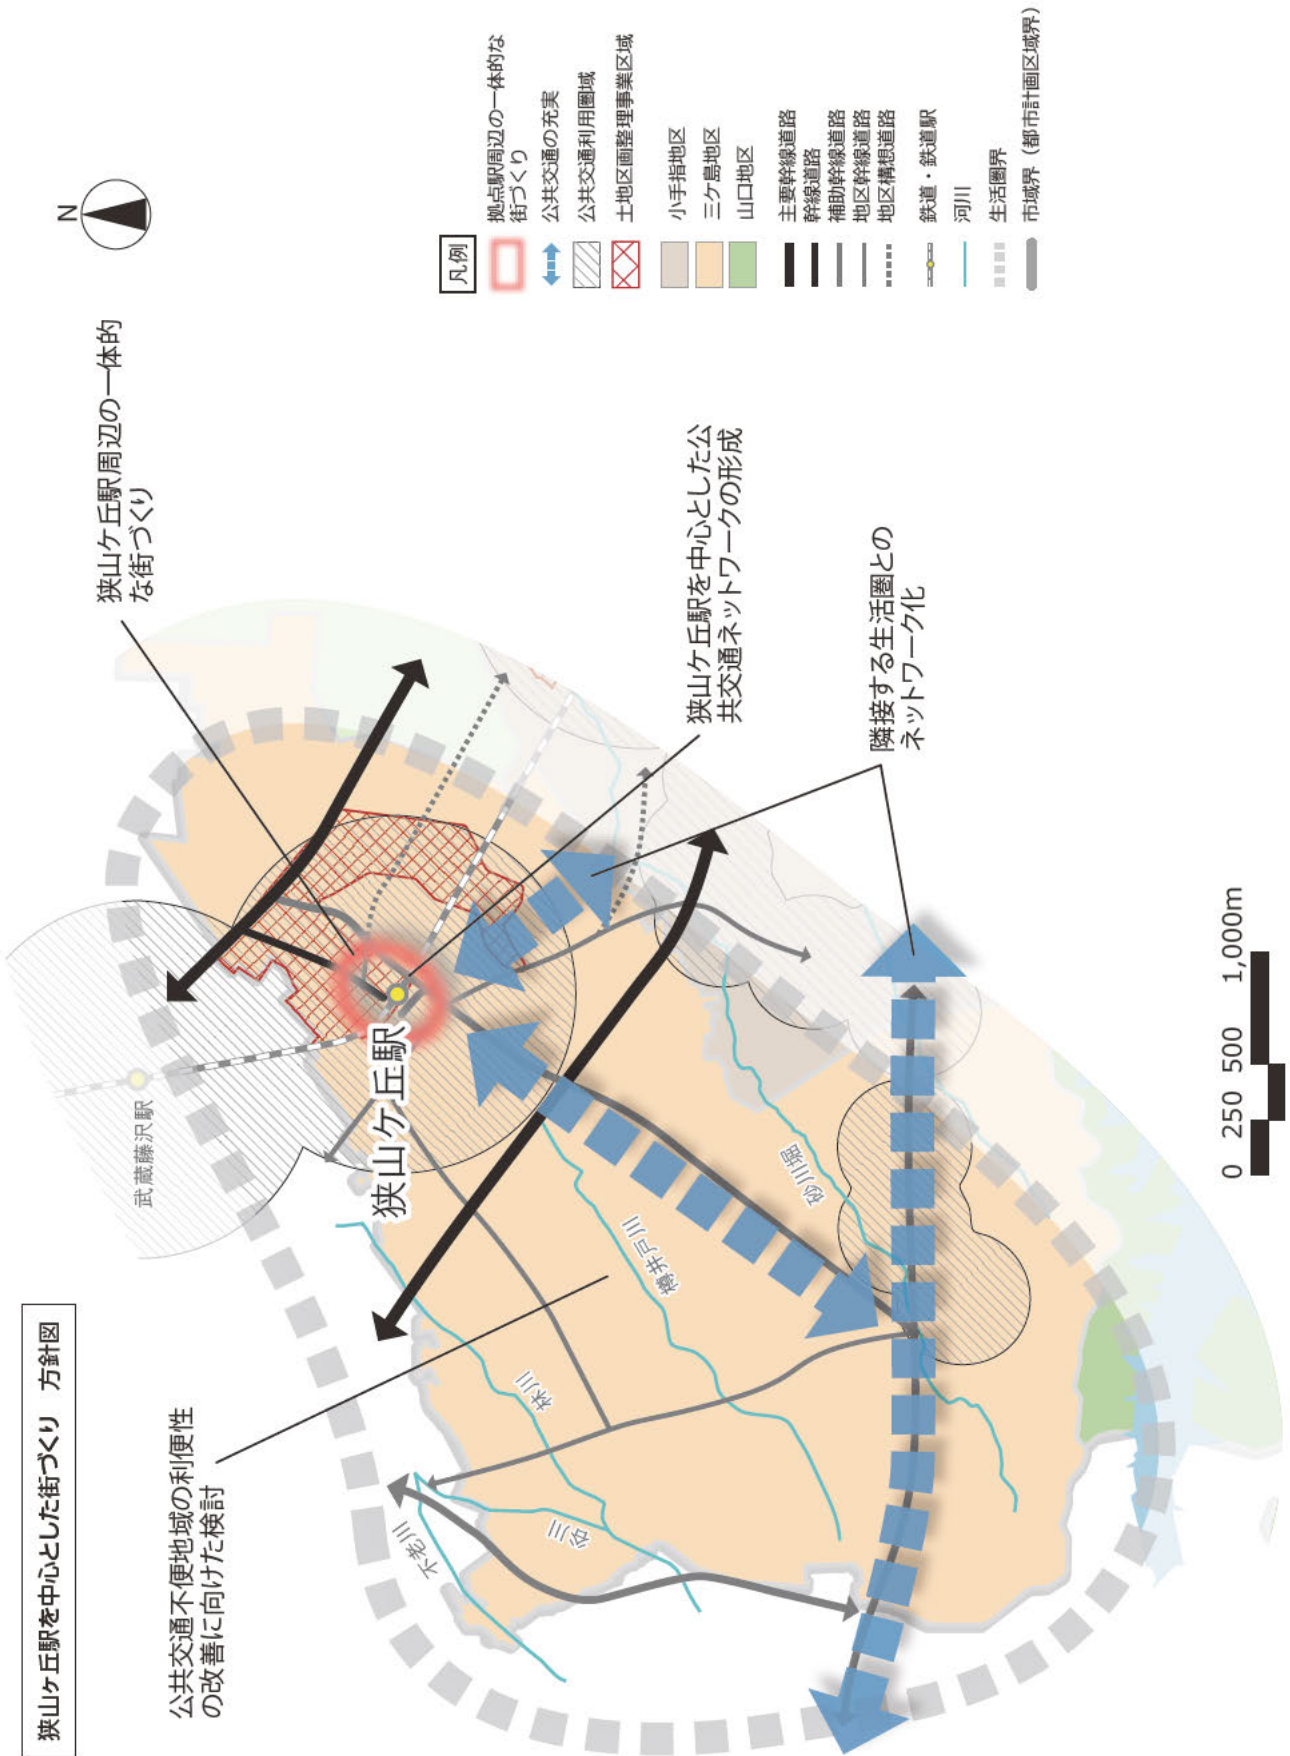 狭山ヶ丘駅を中心とした街づくり　方針図
公共交通不便地域の利便性
の改善に向けた検討
狭山ケ丘駅周辺の一体的
な街づくり
狭山ケ丘駅を中心とした公
共交通ネットワークの形成
隣接する生活圏との
ネットワーク化
武蔵藤沢駅
狭山ケ丘駅
不老川
谷川
林川
樽井戸川
砂川堀
N
凡例
拠点駅周辺の一体的な
街づくり
公共交通の充実
公共交通利用圏域
土地区画整理事業区域
小手指地区
三ケ島地区
山口地区
主要幹線道路
幹線道路
補助幹線道路
地区幹線道路
地区構想道路
鉄道・鉄道駅
河川
生活圏界
市域界（都市計画区域界）
0 250 500 1,000m